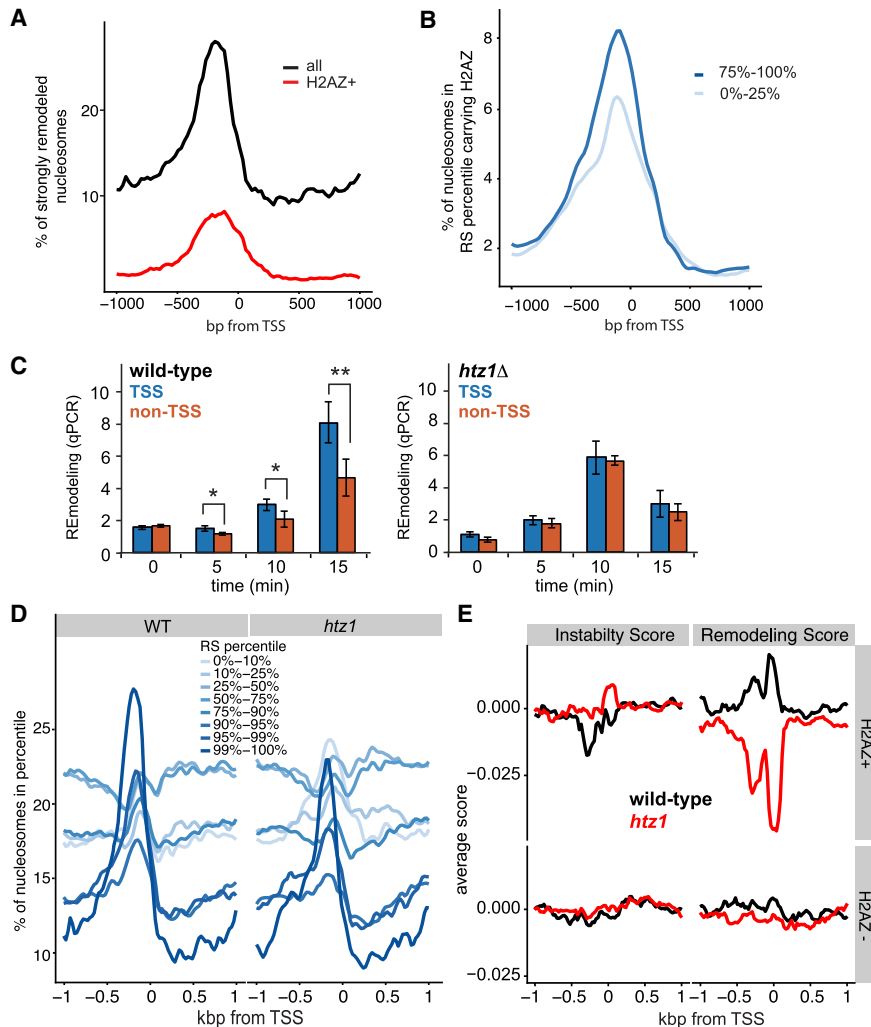 A
% of strongly remodeled
nucleosomes
20
10
all
H2AZ+
−1000 −500 0 500 1000
bp from TSS
B
% of nucleosomes in
RS percentile carrying H2AZ
8
6
4
2
75%-100%
0%-25%
−1000 −500 0 500 1000
bp from TSS
C
REmodeling (qPCR)
10
8
6
4
2
0
wild-type
TSS
non-TSS
*
*
**
0 5 10 15
time (min)
REmodeling (qPCR)
10
8
6
4
2
0
htz1Δ
TSS
non-TSS
0 5 10 15
time (min)
D
WT htz1
% of nucleosomes in percentile
25
20
15
10
RS percentile
0%−10%
10%−25%
25%−50%
50%−75%
75%−90%
90%−95%
95%−99%
99%−100%
−1 −0.5 0 0.5 1 −1 −0.5 0 0.5 1
kbp from TSS
E
Instabilty Score Remodeling Score
average score
0.000
−0.025
0.000
−0.025
wild-type
htz1
H2AZ+
H2AZ -
−1 −0.5 0 0.5 1 −1 −0.5 0 0.5 1
kbp from TSS